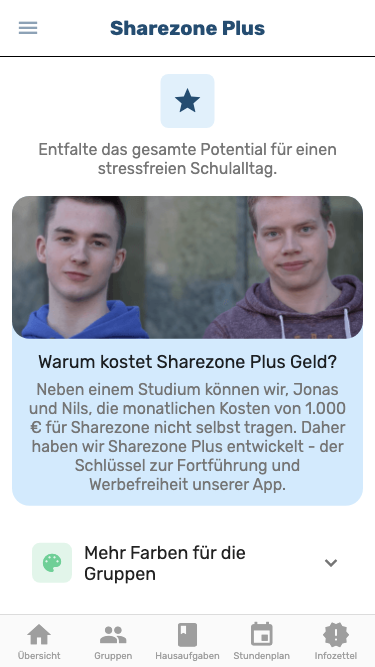 Sharezone Plus
Entfalte das gesamte Potential für einen
stressfreien Schulalltag.
Warum kostet Sharezone Plus Geld?
Neben einem Studium können wir, Jonas
und Nils, die monatlichen Kosten von 1.000
€ für Sharezone nicht selbst tragen. Daher
haben wir Sharezone Plus entwickelt - der
Schlüssel zur Fortführung und
Werbefreiheit unserer App.
Mehr Farben für die
Gruppen
Übersicht Gruppen Hausaufgaben Stundenplan Infozettel